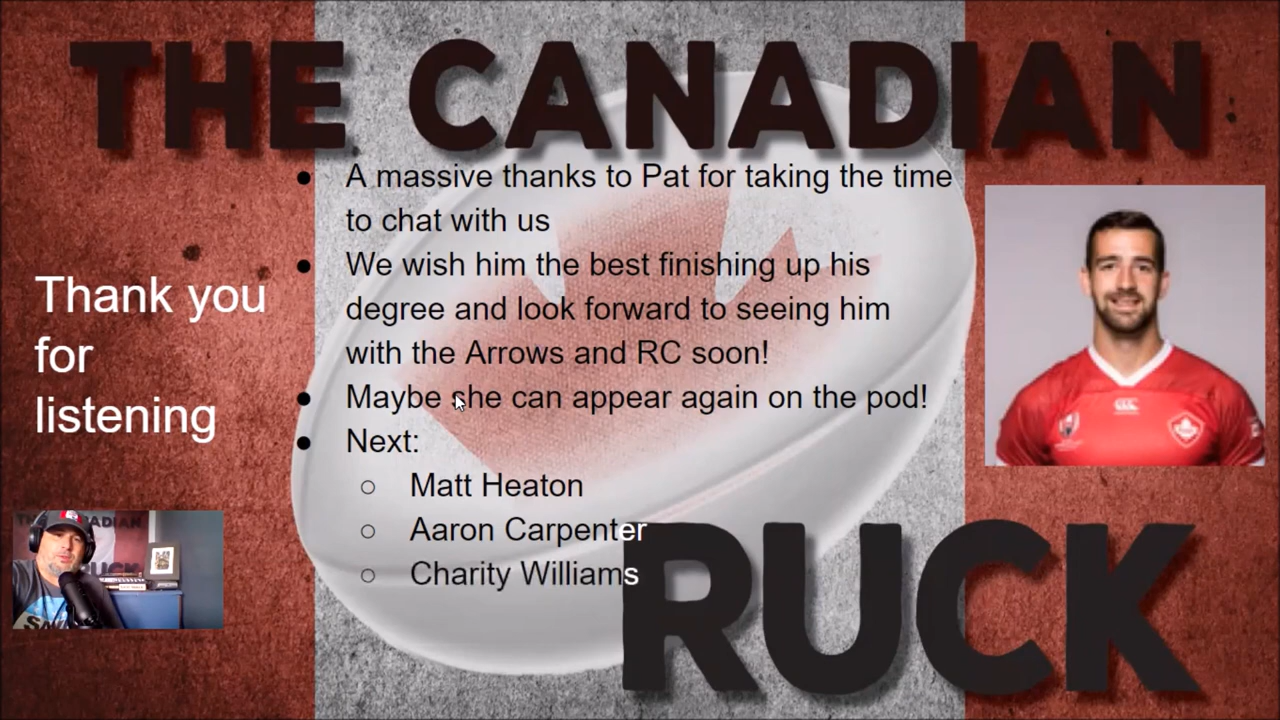 THE CANADIAN
A massive thanks to Pat for taking the time
to chat with us
We wish him the best finishing up his
degree and look forward to seeing him
with the Arrows and RC soon!
Maybe she can appear again on the pod!
Next:
Matt Heaton
Aaron Carpenter
Charity Williams
Thank you
for
listening
RUCK